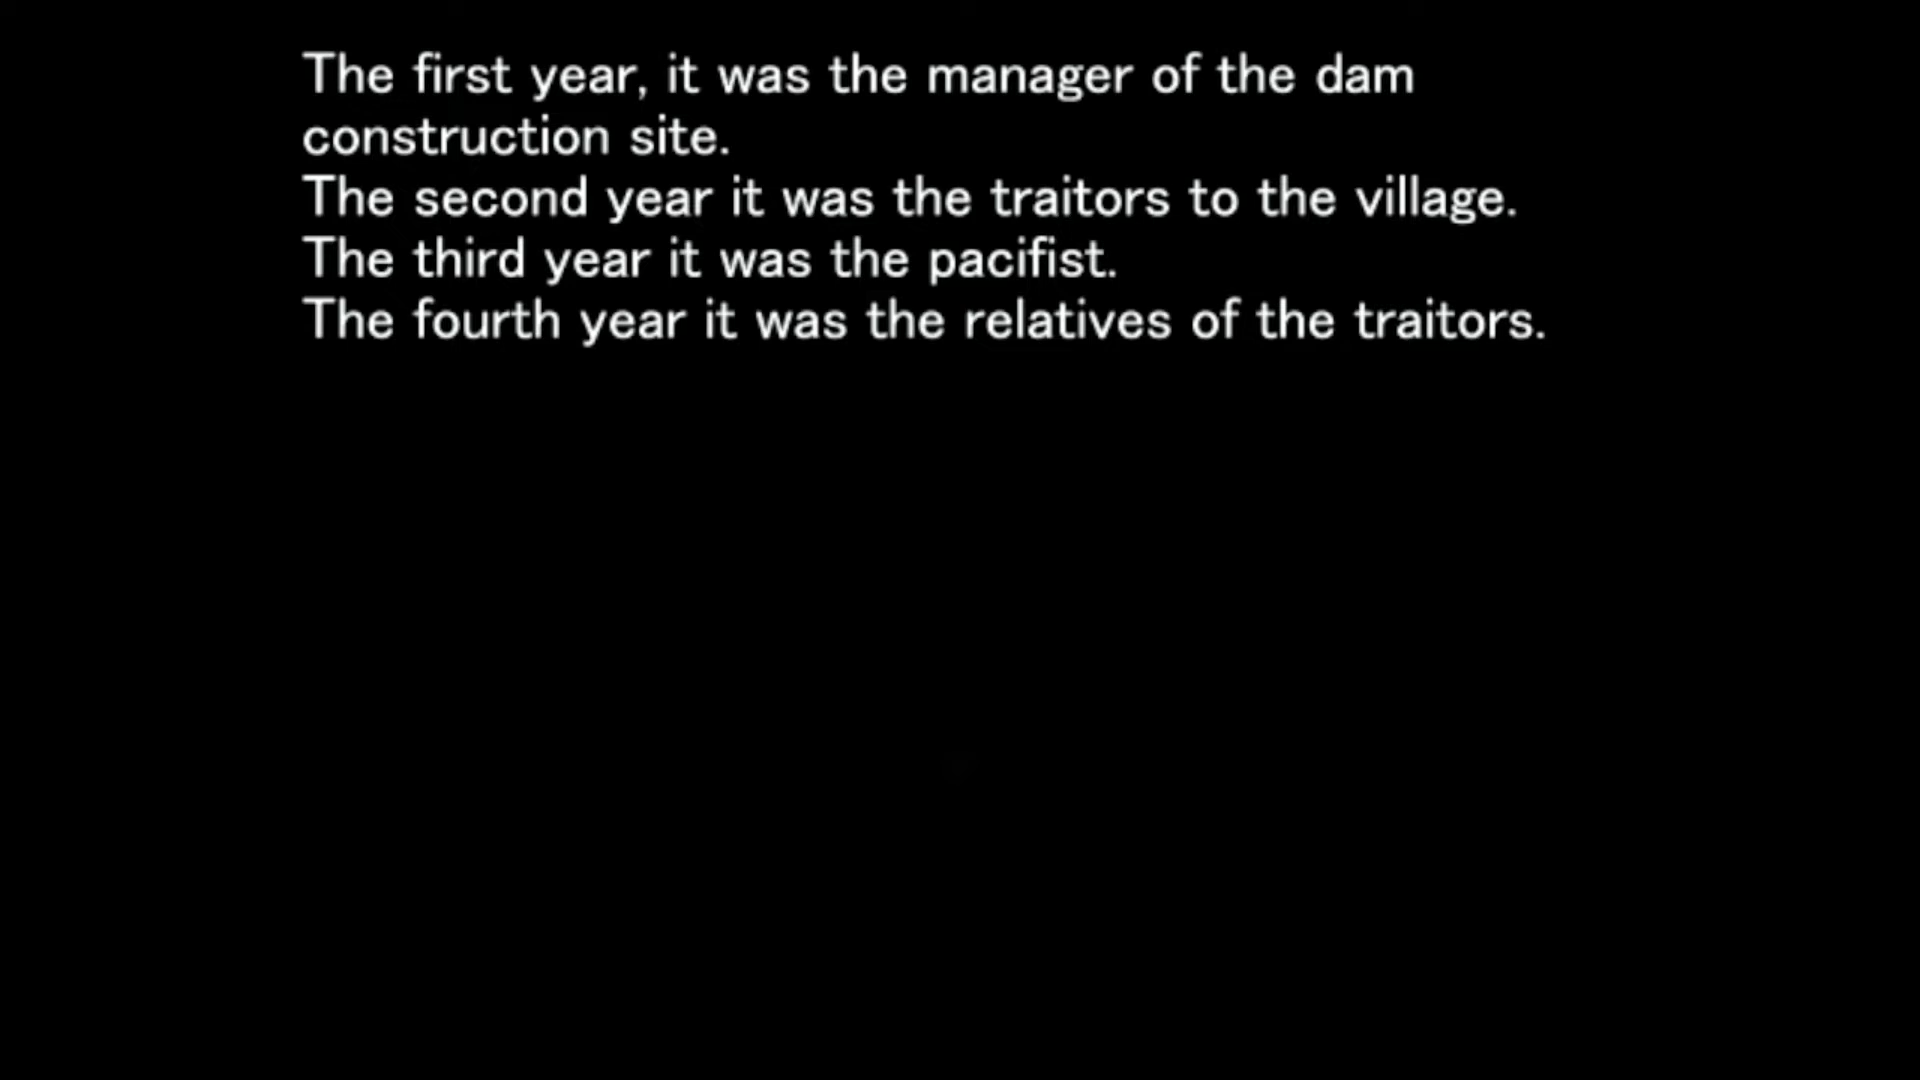 The first year, it was the manager of the dam
construction site.
The second year it was the traitors to the village.
The third year it was the pacifist.
The fourth year it was the relatives of the traitors.